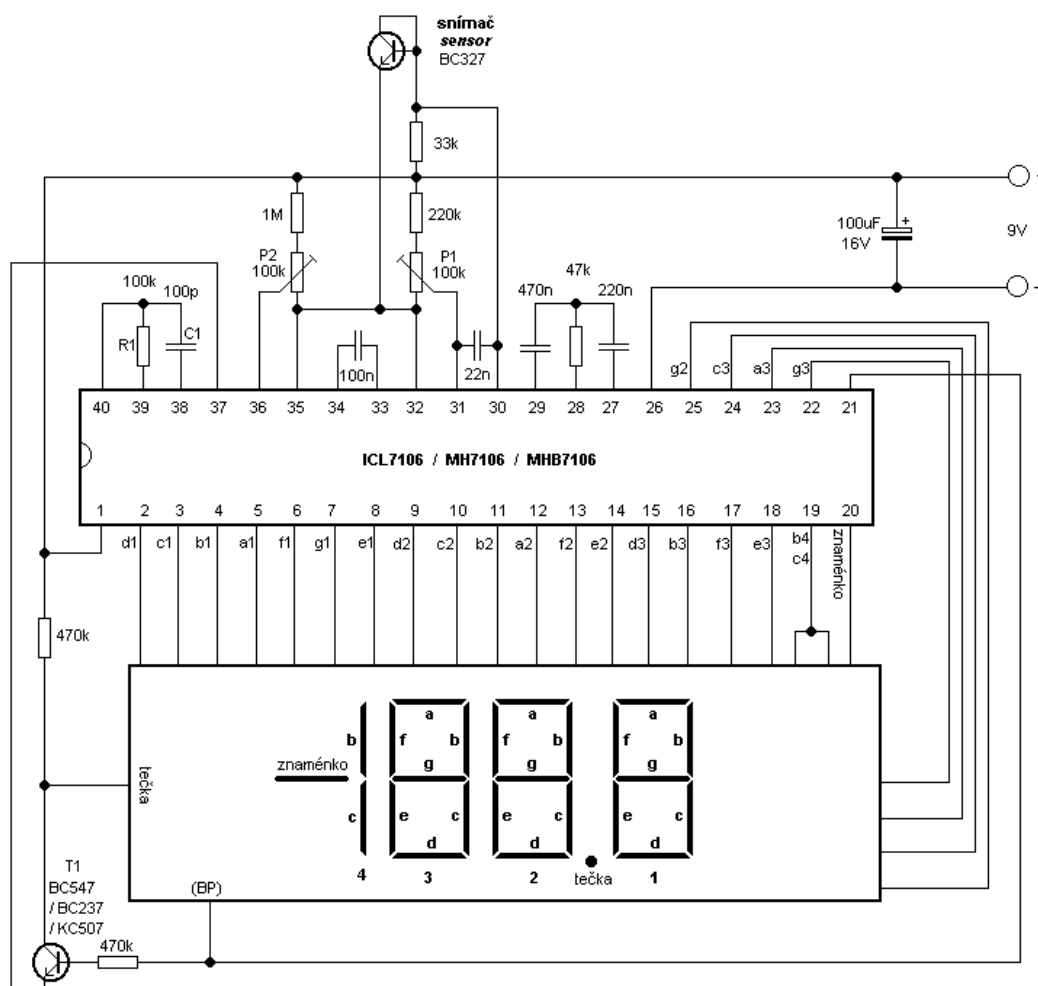 snímač
sensor
BC327
33k
1M
220k
P2
100k
P1
100k
100uF
16V
+
9V
100k
100p
R1
C1
100n
22n
470n
47k
220n
g2
c3
a3
g3
40 39 38 37 36 35 34 33 32 31 30 29 28 27 26 25 24 23 22 21
ICL7106 / MH7106 / MHB7106
1 2 3 4 5 6 7 8 9 10 11 12 13 14 15 16 17 18 19 20
d1 c1 b1 a1 f1 g1 e1 d2 c2 b2 a2 f2 e2 d3 b3 f3 e3 b4
c4
znaménko
470k
tečka
a a a
b f b f b f b
znaménko g g g
c e c e c e c
d d d
4 3 2 tečka 1
(BP)
T1
BC547
/ BC237
/ KC507
470k